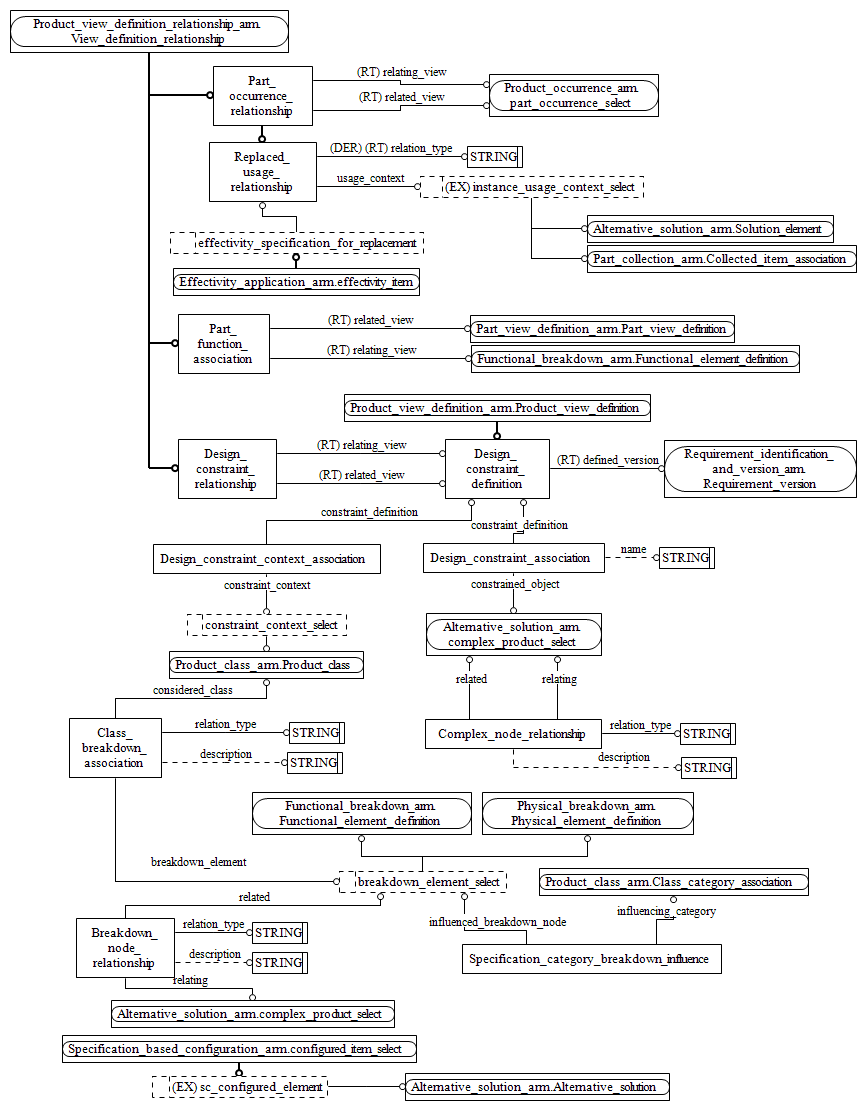 Product_view_definition_relationship_arm.
View_definition_relationship
Part_
occurrence_
relationship
(RT) relating_view
(RT) related_view
Product_occurrence_arm.
part_occurrence_select
Replaced_
usage_
relationship
(DER) (RT) relation_type
STRING
usage_context
(EX) instance_usage_context_select
Alternative_solution_arm.Solution_element
Part_collection_arm.Collected_item_association
effectivity_specification_for_replacement
Effectivity_application_arm.effectivity_item
Part_
function_
association
(RT) related_view
Part_view_definition_arm.Part_view_definition
(RT) relating_view
Functional_breakdown_arm.Functional_element_definition
Product_view_definition_arm.Product_view_definition
Design_
constraint_
relationship
(RT) relating_view
(RT) related_view
Design_
constraint_
definition
(RT) defined_version
Requirement_identification_
and_version_arm.
Requirement_version
constraint_definition
constraint_definition
Design_constraint_context_association
Design_constraint_association
name
STRING
constraint_context
constrained_object
constraint_context_select
Alternative_solution_arm.
complex_product_select
Product_class_arm.Product_class
considered_class
related
relating
Class_
breakdown_
association
relation_type
STRING
description
STRING
Complex_node_relationship
relation_type
STRING
description
STRING
Functional_breakdown_arm.
Functional_element_definition
Physical_breakdown_arm.
Physical_element_definition
breakdown_element
breakdown_element_select
Product_class_arm.Class_category_association
related
influenced_breakdown_node
influencing_category
Breakdown_
node_
relationship
relation_type
STRING
description
STRING
Specification_category_breakdown_influence
relating
Alternative_solution_arm.complex_product_select
Specification_based_configuration_arm.configured_item_select
(EX) sc_configured_element
Alternative_solution_arm.Alternative_solution